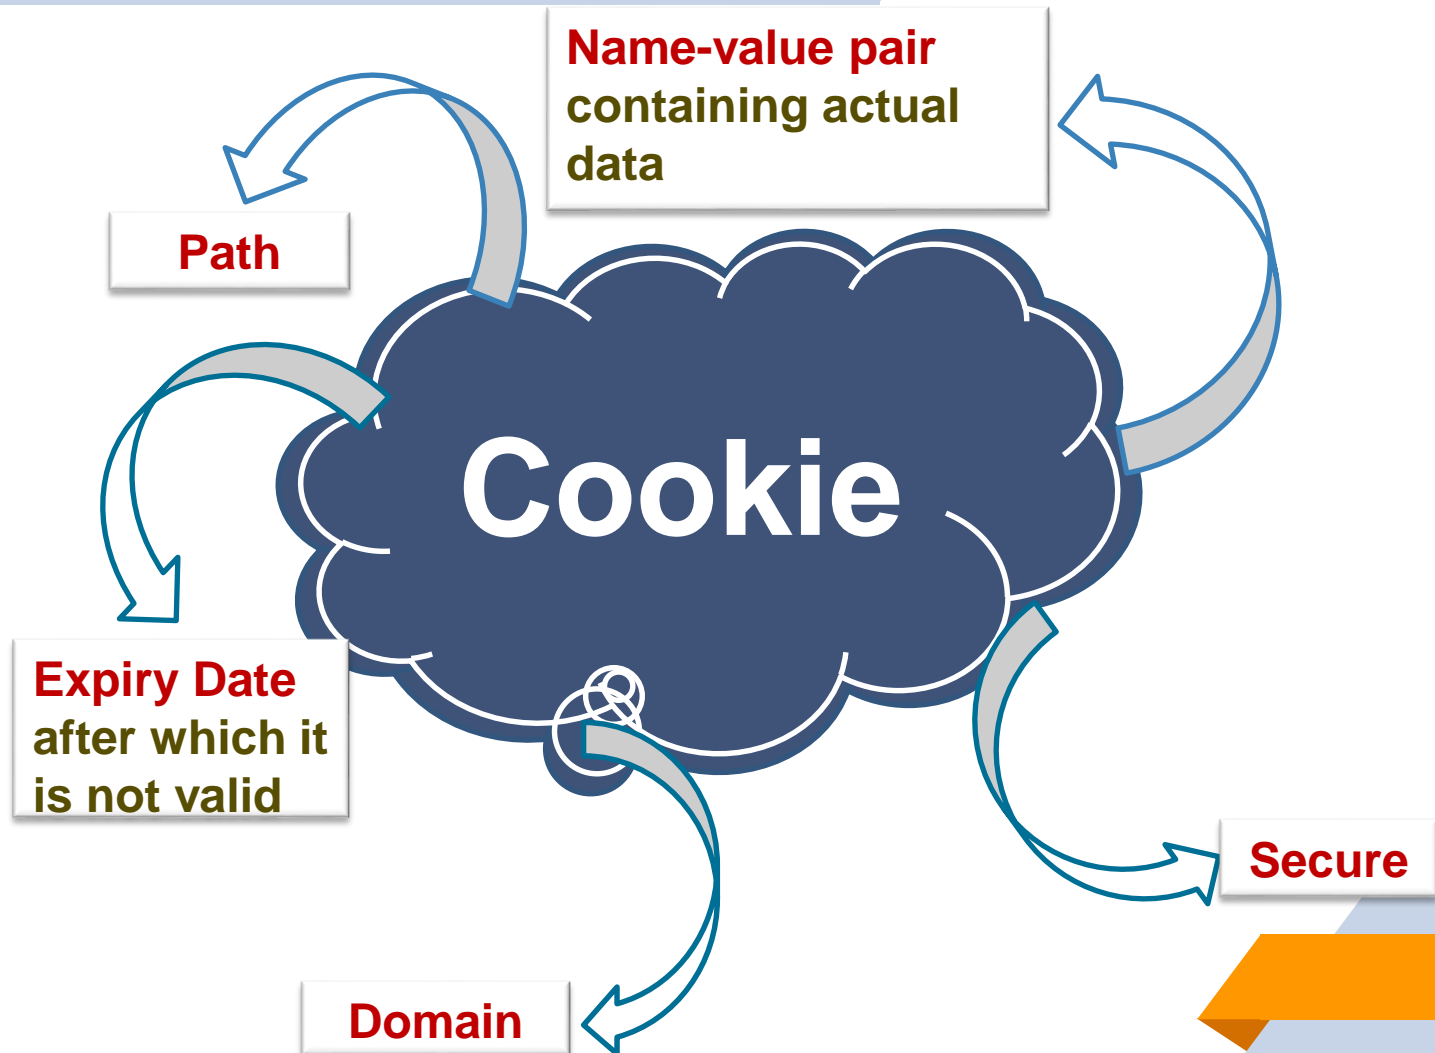 Name-value pair
containing actual
data
Path
Cookie
Expiry Date
after which it
is not valid
Secure
Domain